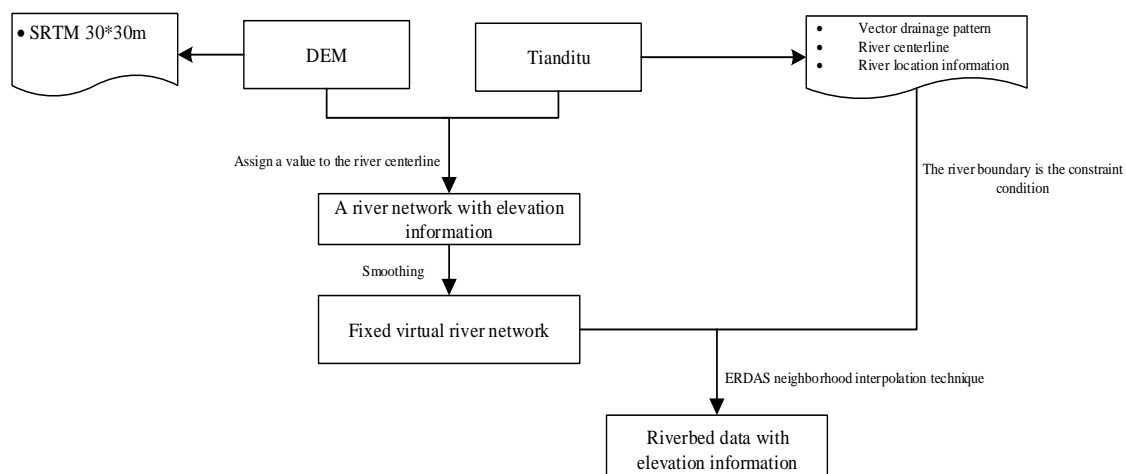 • SRTM 30*30m
DEM
Tianditu
• Vector drainage pattern
• River centerline
• River location information
Assign a value to the river centerline
The river boundary is the constraint
condition
A river network with elevation
information
Smoothing
Fixed virtual river network
ERDAS neighborhood interpolation technique
Riverbed data with
elevation information